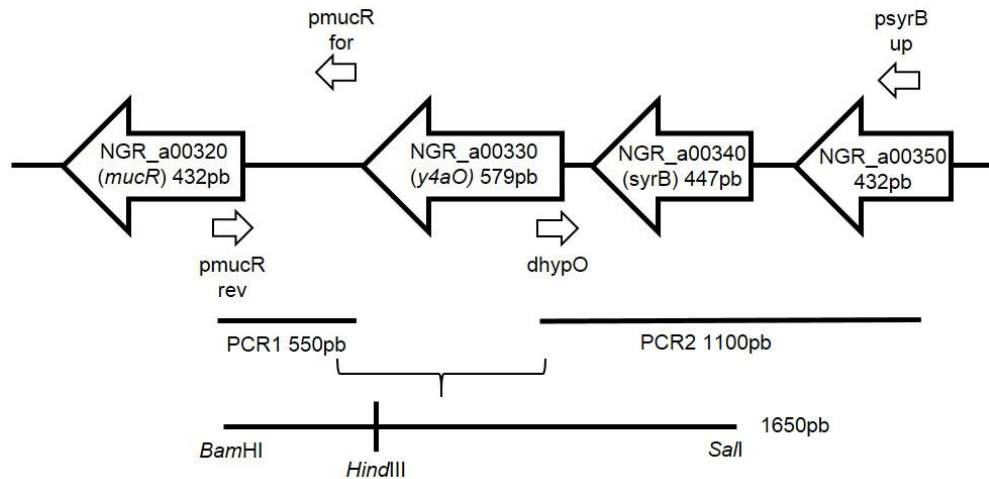 pmucR
for
psyrB
up
NGR_a00320
(mucR) 432pb
NGR_a00330
(y4aO) 579pb
NGR_a00340
(syrB) 447pb
NGR_a00350
432pb
pmucR
rev
dhypO
PCR1 550pb
PCR2 1100pb
1650pb
BamHI
HindIII
SalI